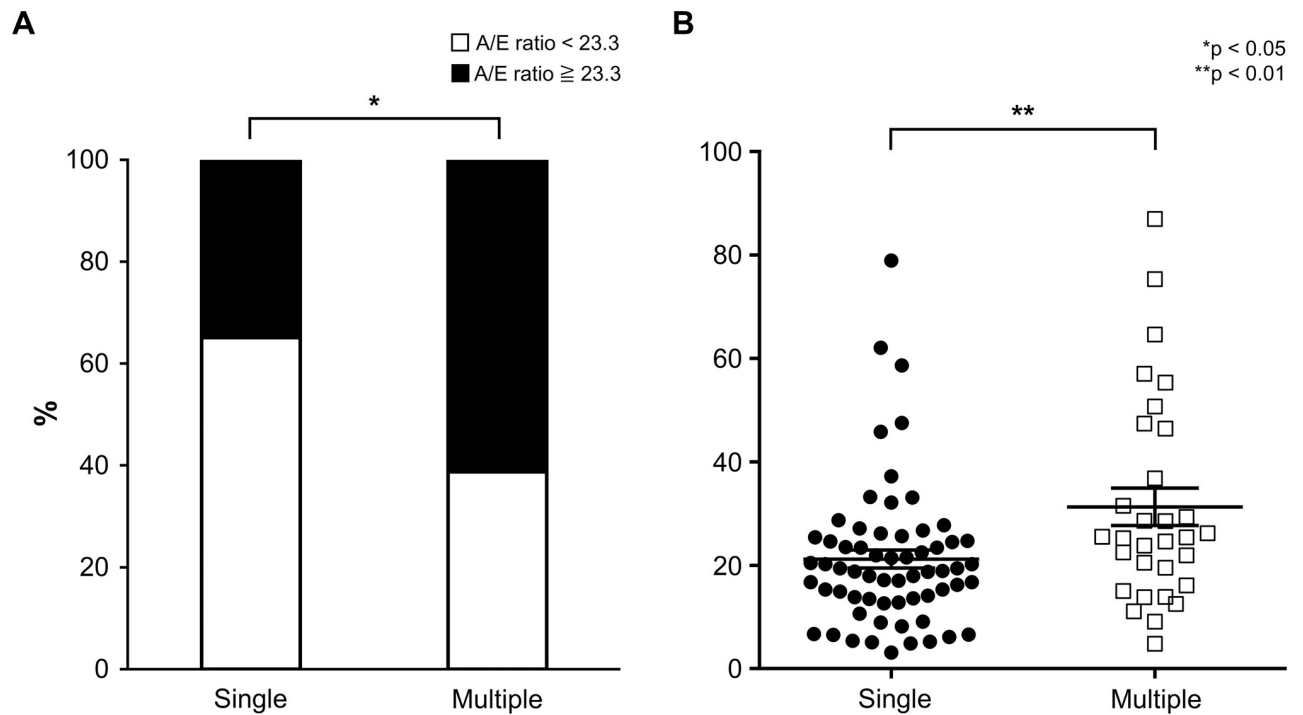 A
A/E ratio < 23.3
A/E ratio ≧ 23.3
*
100
80
60
40
20
0
%
Single Multiple
B
*p < 0.05
**p < 0.01
**
100
80
60
40
20
0
Single Multiple